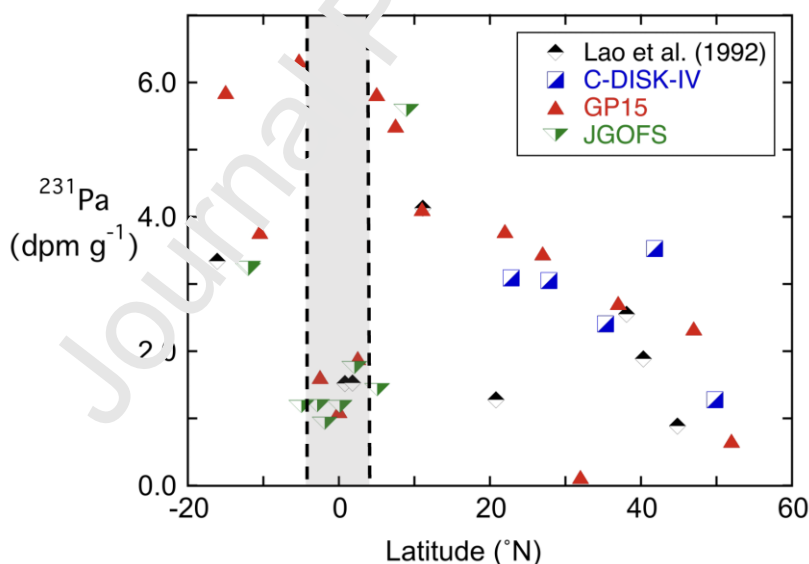 Journal P
Lao et al. (1992)
C-DISK-IV
GP15
JGOFS
6.0
4.0
2.0
0.0
²³¹Pa
(dpm g⁻¹)
-20
0
20
40
60
Latitude (˚N)